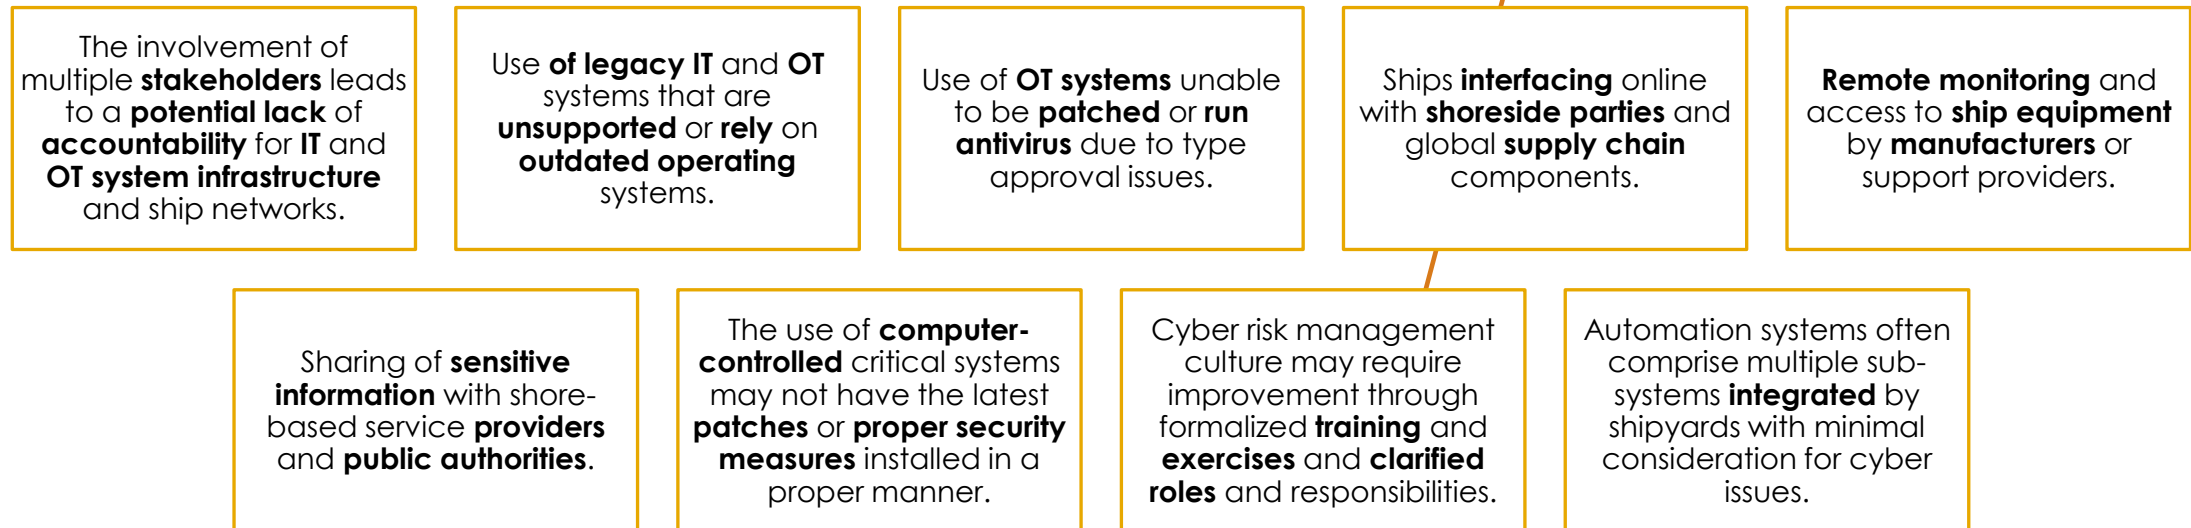 The involvement of
multiple stakeholders leads
to a potential lack of
accountability for IT and
OT system infrastructure
and ship networks.
Use of legacy IT and OT
systems that are
unsupported or rely on
outdated operating
systems.
Use of OT systems unable
to be patched or run
antivirus due to type
approval issues.
Ships interfacing online
with shoreside parties and
global supply chain
components.
Remote monitoring and
access to ship equipment
by manufacturers or
support providers.
Sharing of sensitive
information with shore-
based service providers
and public authorities.
The use of computer-
controlled critical systems
may not have the latest
patches or proper security
measures installed in a
proper manner.
Cyber risk management
culture may require
improvement through
formalized training and
exercises and clarified
roles and responsibilities.
Automation systems often
comprise multiple sub-
systems integrated by
shipyards with minimal
consideration for cyber
issues.